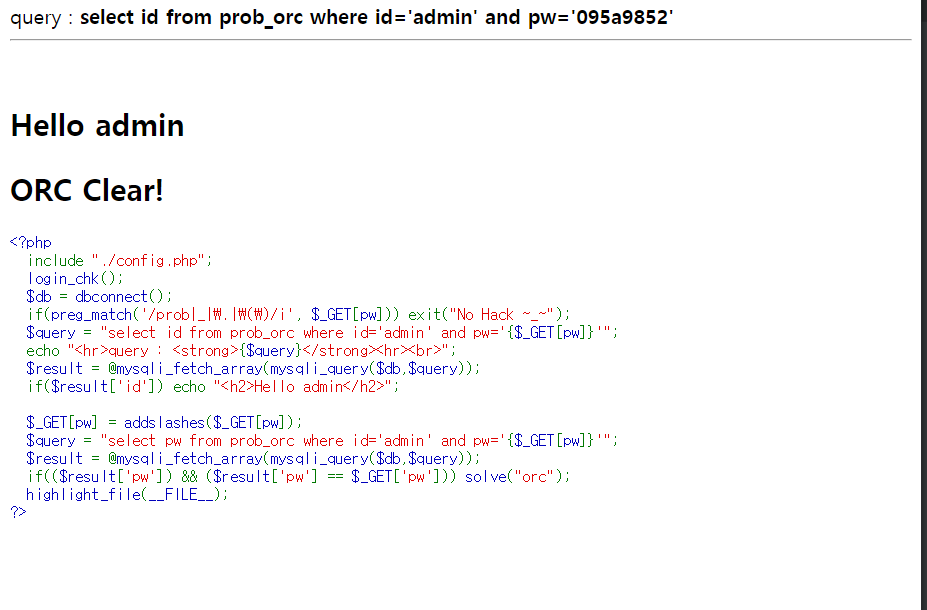 query : select id from prob_orc where id='admin' and pw='095a9852'
Hello admin
ORC Clear!
<?php
  include "./config.php";
  login_chk();
  $db = dbconnect();
  if(preg_match('/prob|_|₩.|₩(₩)/i', $_GET[pw])) exit("No Hack ~_~");
  $query = "select id from prob_orc where id='admin' and pw='{$_GET[pw]}'";
  echo "<hr>query : <strong>{$query}</strong><hr><br>";
  $result = @mysqli_fetch_array(mysqli_query($db,$query));
  if($result['id']) echo "<h2>Hello admin</h2>";
  $_GET[pw] = addslashes($_GET[pw]);
  $query = "select pw from prob_orc where id='admin' and pw='{$_GET[pw]}'";
  $result = @mysqli_fetch_array(mysqli_query($db,$query));
  if(($result['pw']) && ($result['pw'] == $_GET['pw'])) solve("orc");
  highlight_file(__FILE__);
?>